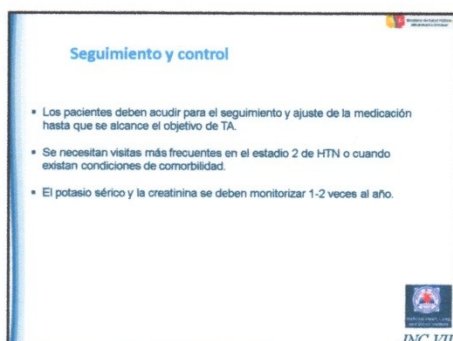 Seguimiento y control
▪ Los pacientes deben acudir para el seguimiento y ajuste de la medicación
hasta que se alcance el objetivo de TA.
▪ Se necesitan visitas más frecuentes en el estadio 2 de HTN o cuando
existan condiciones de comorbilidad.
▪ El potasio sérico y la creatinina se deben monitorizar 1-2 veces al año.